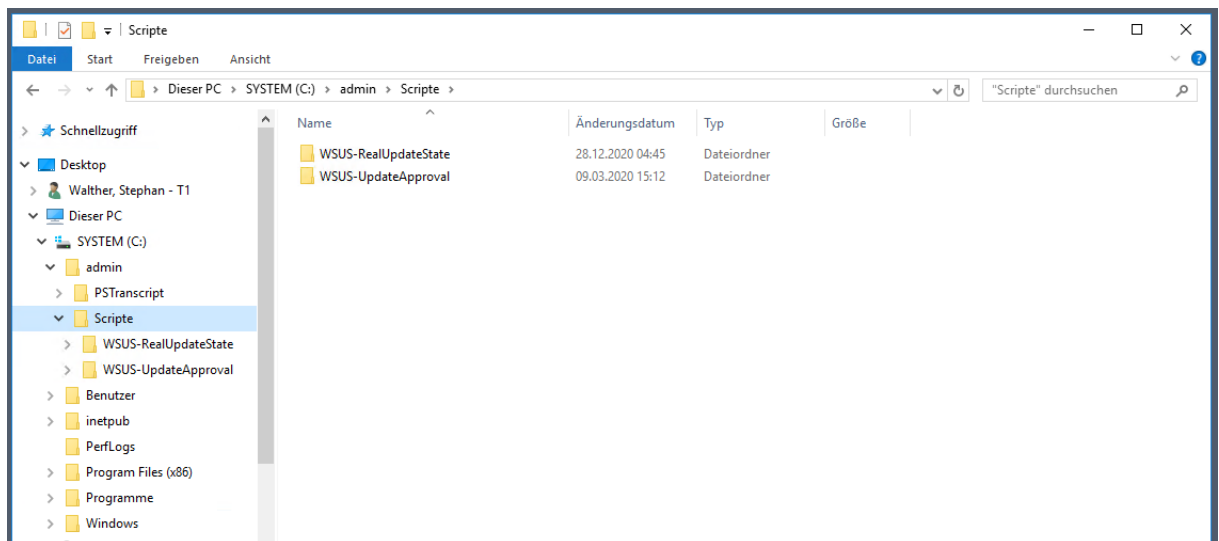 Scripte
Datei Start Freigeben Ansicht
Dieser PC SYSTEM (C:) admin Scripte "Scripte" durchsuchen
Name Änderungsdatum Typ Größe
WSUS-RealUpdateState 28.12.2020 04:45 Dateiordner
WSUS-UpdateApproval 09.03.2020 15:12 Dateiordner
Schnellzugriff
Desktop
Walther, Stephan - T1
Dieser PC
SYSTEM (C:)
admin
PSTranscript
Scripte
WSUS-RealUpdateState
WSUS-UpdateApproval
Benutzer
inetpub
PerfLogs
Program Files (x86)
Programme
Windows